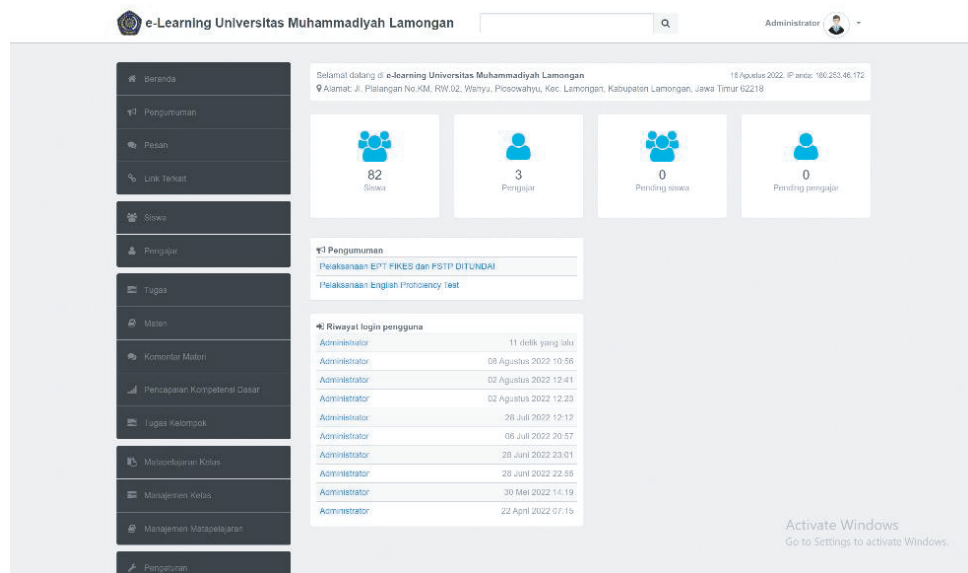 e-Learning Universitas Muhammadiyah Lamongan
Administrator
Beranda
Pengumuman
Pesan
Link Terkait
Siswa
Pengajar
Tugas
Materi
Komentar Materi
Pencapaian Kompetensi Dasar
Tugas Kelompok
Matapelajaran Kelas
Manajemen Kelas
Manajemen Matapelajaran
Pengaturan
Selamat datang di e-learning Universitas Muhammadiyah Lamongan
18 Agustus 2022, IP anda: 180.253.46.172
Alamat: Jl. Plalangan No.KM, RW.02, Wahyu, Plosowahyu, Kec. Lamongan, Kabupaten Lamongan, Jawa Timur 62218
82
Siswa
3
Pengajar
0
Pending siswa
0
Pending pengajar
Pengumuman
Pelaksanaan EPT FIKES dan FSTP DITUNDA!
Pelaksanaan English Proficiency Test
Riwayat login pengguna
Administrator 11 detik yang lalu
Administrator 08 Agustus 2022 10:56
Administrator 02 Agustus 2022 12:41
Administrator 02 Agustus 2022 12:23
Administrator 28 Juli 2022 12:12
Administrator 06 Juli 2022 20:57
Administrator 28 Juni 2022 23:01
Administrator 28 Juni 2022
Administrator 30 Mei 2022 14:19
Administrator 22 April 2022 07:15
Activate Windows
Go to Settings to activate Windows.